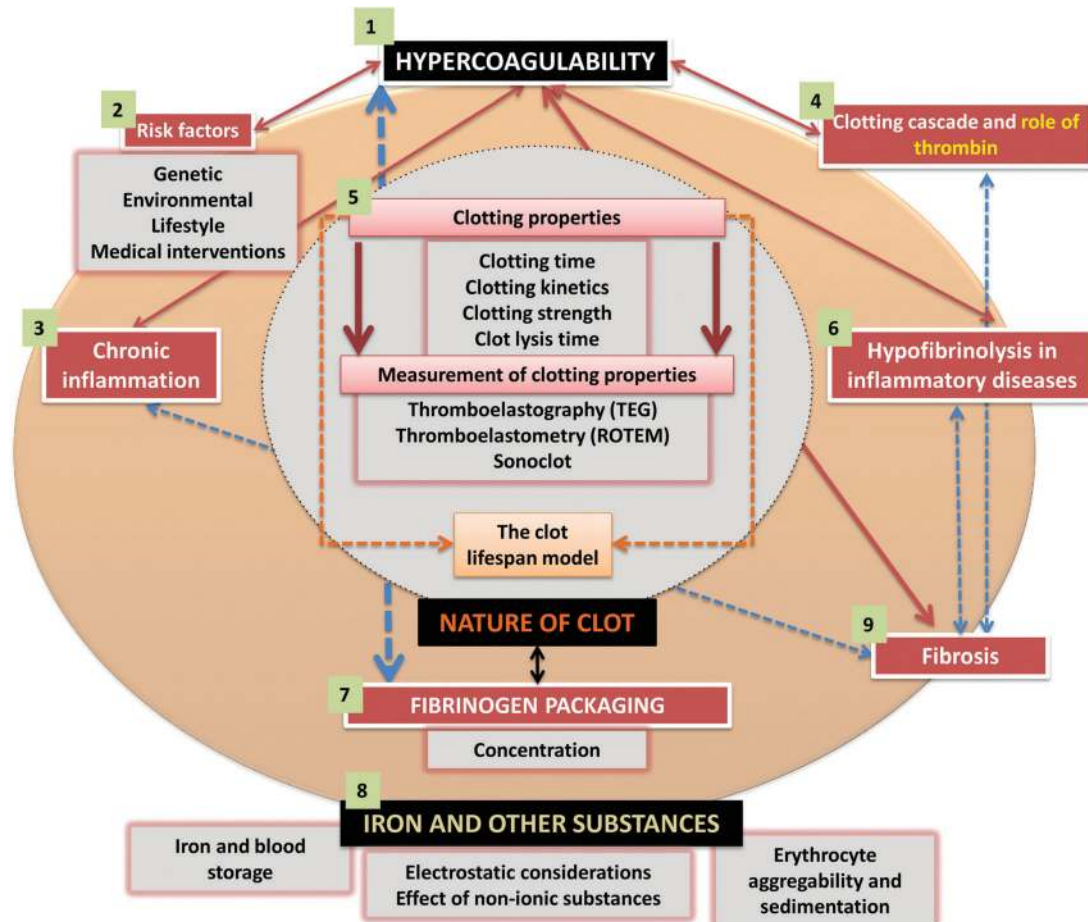 1
HYPERCOAGULABILITY
2
Risk factors
Genetic
Environmental
Lifestyle
Medical interventions
4
Clotting cascade and role of
thrombin
5
Clotting properties
Clotting time
Clotting kinetics
Clotting strength
Clot lysis time
3
Chronic
inflammation
6
Hypofibrinolysis in
inflammatory diseases
Measurement of clotting properties
Thromboelastography (TEG)
Thromboelastometry (ROTEM)
Sonoclot
The clot
lifespan model
NATURE OF CLOT
9
Fibrosis
7
FIBRINOGEN PACKAGING
Concentration
8
IRON AND OTHER SUBSTANCES
Iron and blood
storage
Electrostatic considerations
Effect of non-ionic substances
Erythrocyte
aggregability and
sedimentation